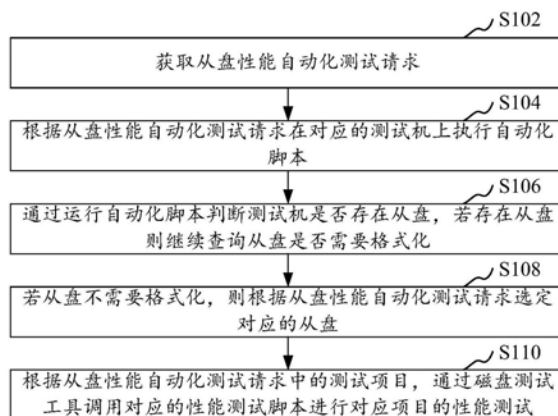 S102
获取从盘性能自动化测试请求
S104
根据从盘性能自动化测试请求在对应的测试机上执行自动化
脚本
S106
通过运行自动化脚本判断测试机是否存在从盘，若存在从盘
则继续查询从盘是否需要格式化
S108
若从盘不需要格式化，则根据从盘性能自动化测试请求选定
对应的从盘
S110
根据从盘性能自动化测试请求中的测试项目，通过磁盘测试
工具调用对应的性能测试脚本进行对应项目的性能测试